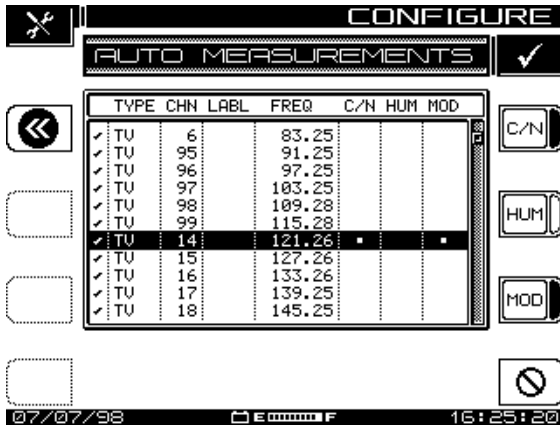 CONFIGURE
AUTO MEASUREMENTS
TYPE CHN LABL FREQ C/N HUM MOD
TV 6 83.25
TV 95 91.25
TV 96 97.25
TV 97 103.25
TV 98 109.28
TV 99 115.28
TV 14 121.26
TV 15 127.26
TV 16 133.26
TV 17 139.25
TV 18 145.25
C/N
HUM
MOD
07/07/98 E F 16:25:20